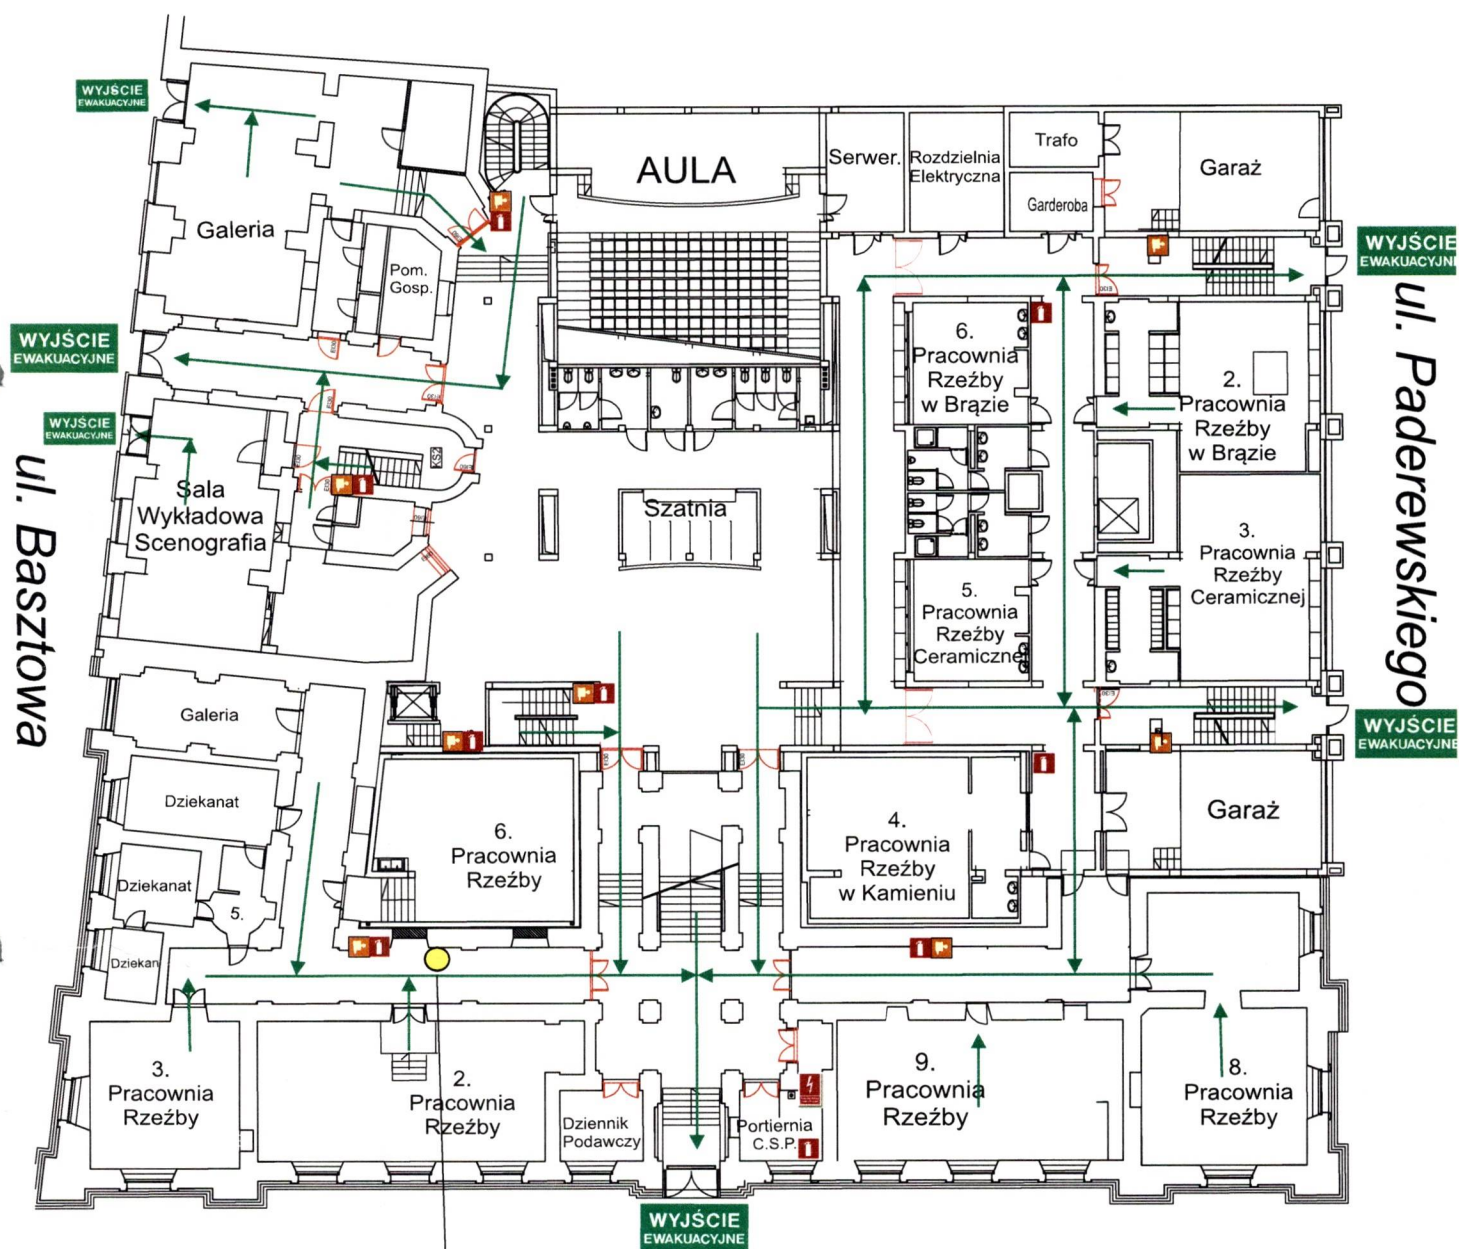 WYJŚCIE
EWAKUACYJNE
AULA
Serwer.
Rozdzielnia
Elektryczna
Trafo
Garderoba
Garaż
Galeria
Pom.
Gosp.
WYJŚCIE
EWAKUACYJNE
WYJŚCIE
EWAKUACYJNE
WYJŚCIE
EWAKUACYJNE
ul. Basztowa
ul. Paderewskiego
6.
Pracownia
Rzeźby
w Brązie
2.
Pracownia
Rzeźby
w Brązie
KS2
Sala
Wykładowa
Scenografia
Szatnia
3.
Pracownia
Rzeźby
Ceramicznej
5.
Pracownia
Rzeźby
Ceramicznej
Galeria
WYJŚCIE
EWAKUACYJNE
Dziekanat
6.
Pracownia
Rzeźby
4.
Pracownia
Rzeźby
w Kamieniu
Garaż
Dziekanat
5.
Dziekan
3.
Pracownia
Rzeźby
2.
Pracownia
Rzeźby
Dziennik
Podawczy
Portiernia
C.S.P.
9.
Pracownia
Rzeźby
8.
Pracownia
Rzeźby
WYJŚCIE
EWAKUACYJNE